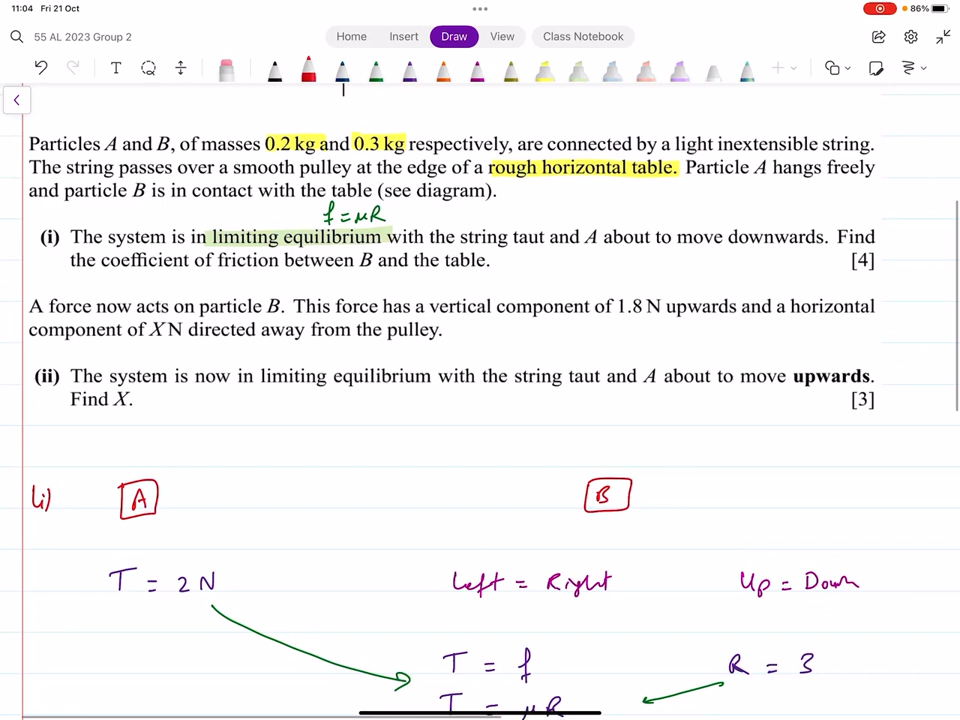 11:04 Fri 21 Oct
86%
55 AL 2023 Group 2
Home Insert Draw View Class Notebook
Particles A and B, of masses 0.2 kg and 0.3 kg respectively, are connected by a light inextensible string.
The string passes over a smooth pulley at the edge of a rough horizontal table. Particle A hangs freely
and particle B is in contact with the table (see diagram).
f = μR
(i) The system is in limiting equilibrium with the string taut and A about to move downwards. Find
the coefficient of friction between B and the table. [4]
A force now acts on particle B. This force has a vertical component of 1.8 N upwards and a horizontal
component of X N directed away from the pulley.
(ii) The system is now in limiting equilibrium with the string taut and A about to move upwards.
Find X. [3]
(i) A B
T = 2 N Left = Right Up = Down
T = f R = 3
T = μR